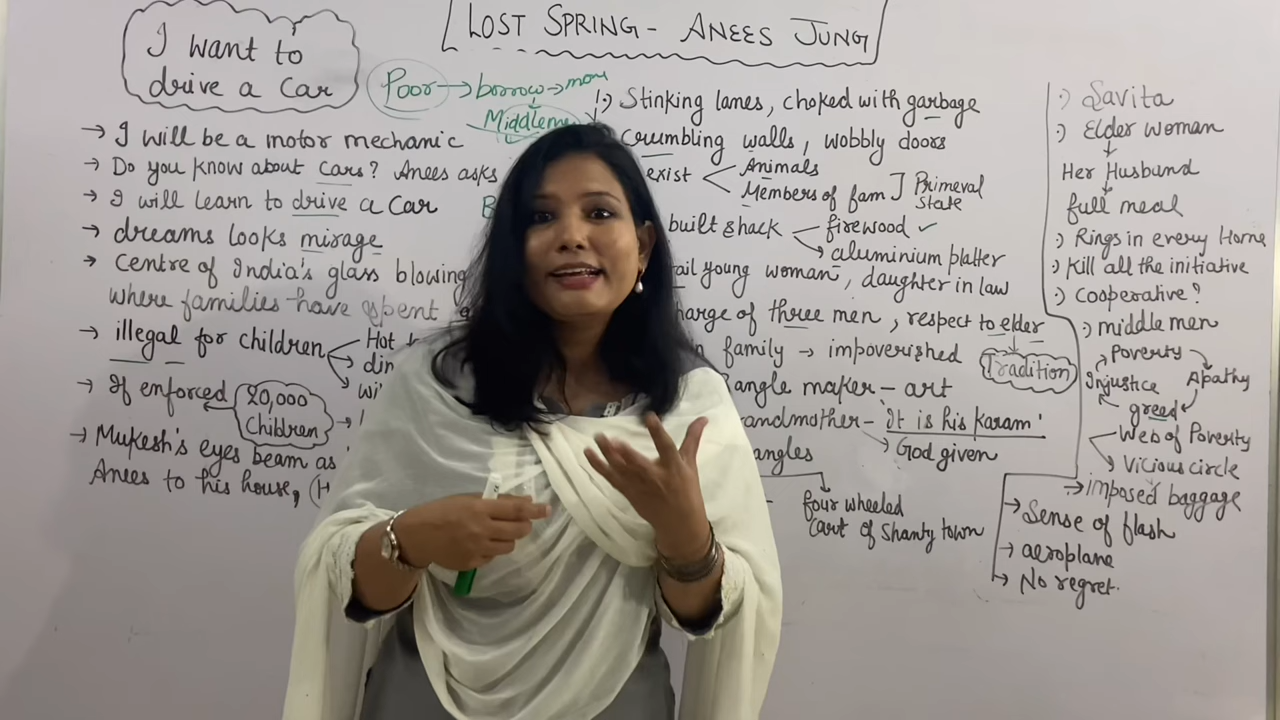 LOST SPRING - ANEES JUNG
I want to
drive a Car
Poor → borrow →
→ I will be a motor mechanic
→ Do you know about cars? Anees asks
→ I will learn to drive a car
→ dreams looks mirage
→ centre of India's glass blowing
where families have spent
→ illegal for children
Hot
→ If enforced
20,000
Children
→ Mukesh's eyes beam as
Anees to his house,
Stinking lanes, choked with garbage
crumbling walls, wobbly doors
exist
Animals
Members of fam
Primeval
State
built shack
firewood ✓
aluminium platter
young woman, daughter in law
charge of three men, respect to elder
family → impoverished
Tradition
maker - art
'It is his karam'
God given
four wheeled
cart of Shanty town
:) Savita
:) Elder woman
Her Husband
full meal
:) Rings in every Home
:) Kill all the initiative
:) Cooperative?
:) middle men
Poverty
Injustice
Apathy
greed
Web of Poverty
Vicious circle
imposed baggage
→ Sense of flash
→ aeroplane
→ No regret.